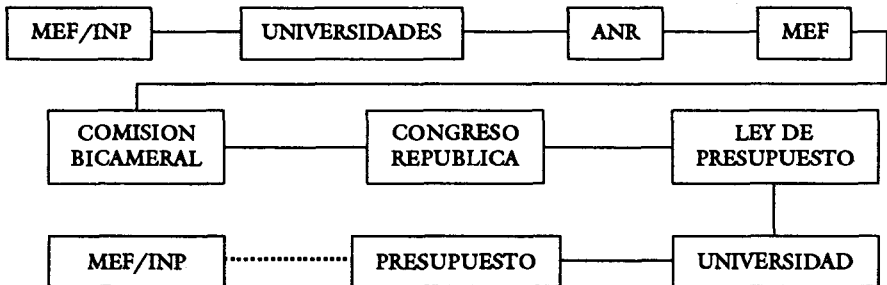 MEF/INP
UNIVERSIDADES
ANR
MEF
COMISION
BICAMERAL
CONGRESO
REPUBLICA
LEY DE
PRESUPUESTO
MEF/INP
PRESUPUESTO
UNIVERSIDAD